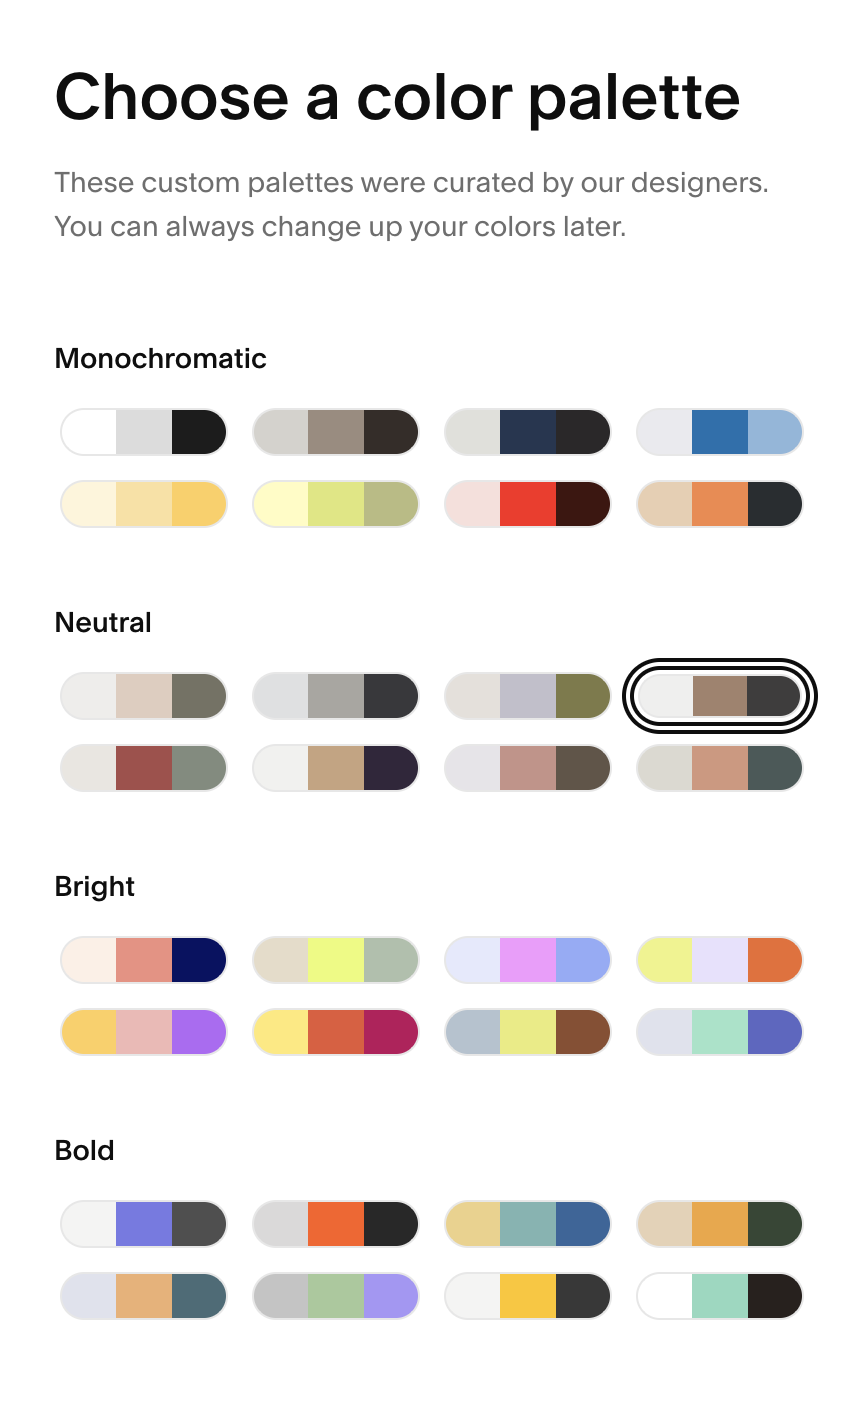 Choose a color palette
These custom palettes were curated by our designers.
You can always change up your colors later.
Monochromatic
Neutral
Bright
Bold